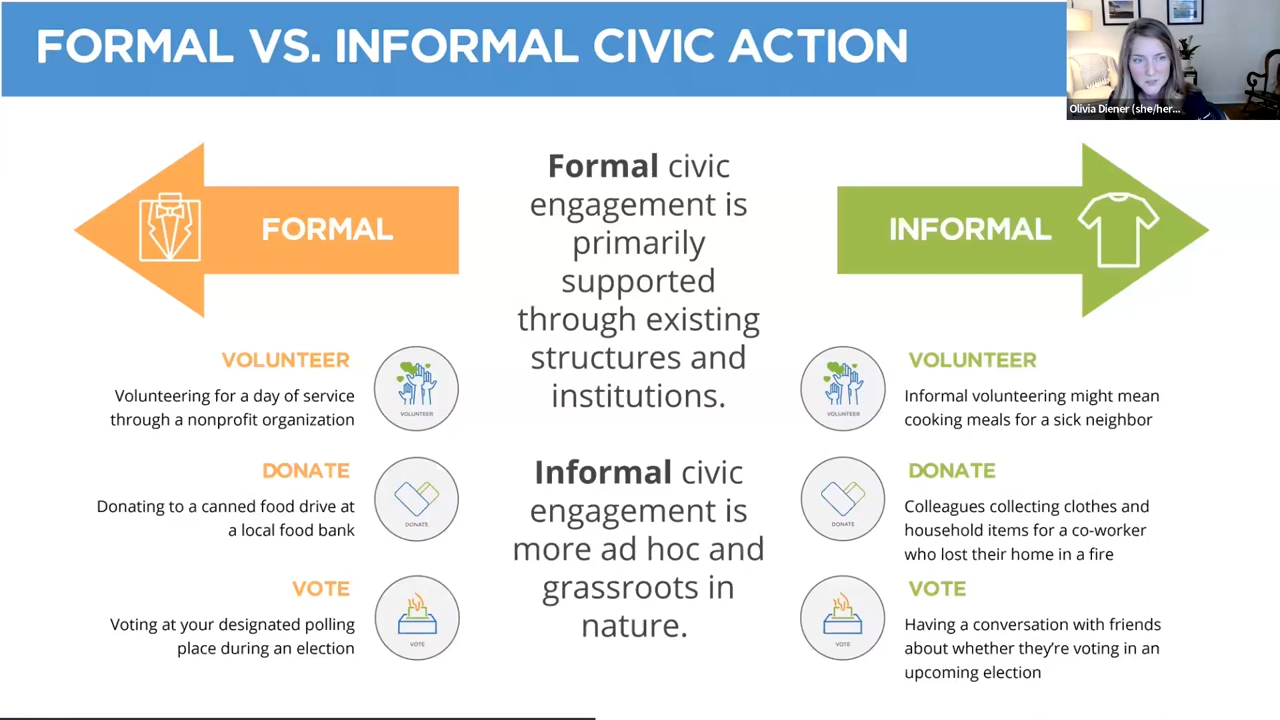 FORMAL VS. INFORMAL CIVIC ACTION
Olivia Diener (she/her...
FORMAL
VOLUNTEER
Volunteering for a day of service
through a nonprofit organization
VOLUNTEER
DONATE
Donating to a canned food drive at
a local food bank
DONATE
VOTE
Voting at your designated polling
place during an election
VOTE
Formal civic
engagement is
primarily
supported
through existing
structures and
institutions.
Informal civic
engagement is
more ad hoc and
grassroots in
nature.
INFORMAL
VOLUNTEER
VOLUNTEER
Informal volunteering might mean
cooking meals for a sick neighbor
DONATE
DONATE
Colleagues collecting clothes and
household items for a co-worker
who lost their home in a fire
VOTE
VOTE
Having a conversation with friends
about whether they’re voting in an
upcoming election